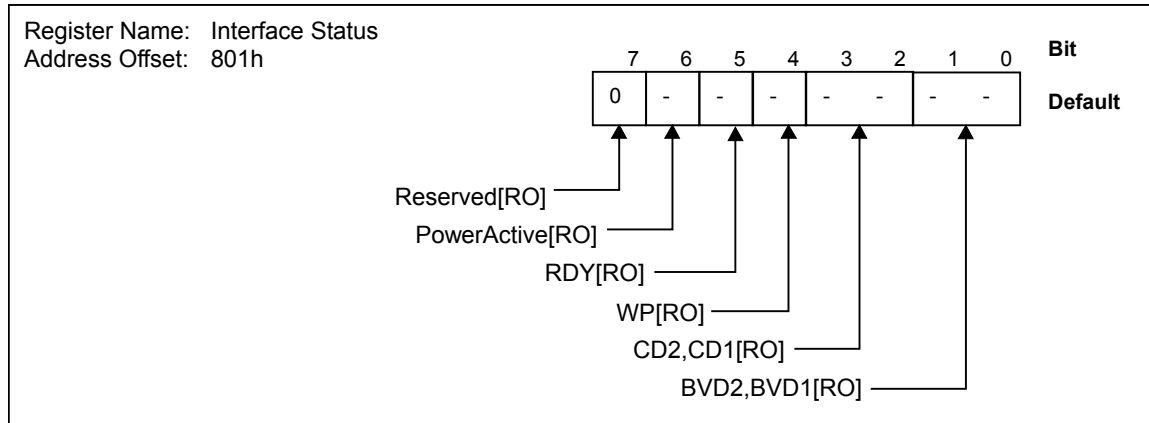 Register Name: Interface Status
Address Offset: 801h
7 6 5 4 3 2 1 0 Bit
0 - - - - - - - Default
Reserved[RO]
PowerActive[RO]
RDY[RO]
WP[RO]
CD2,CD1[RO]
BVD2,BVD1[RO]